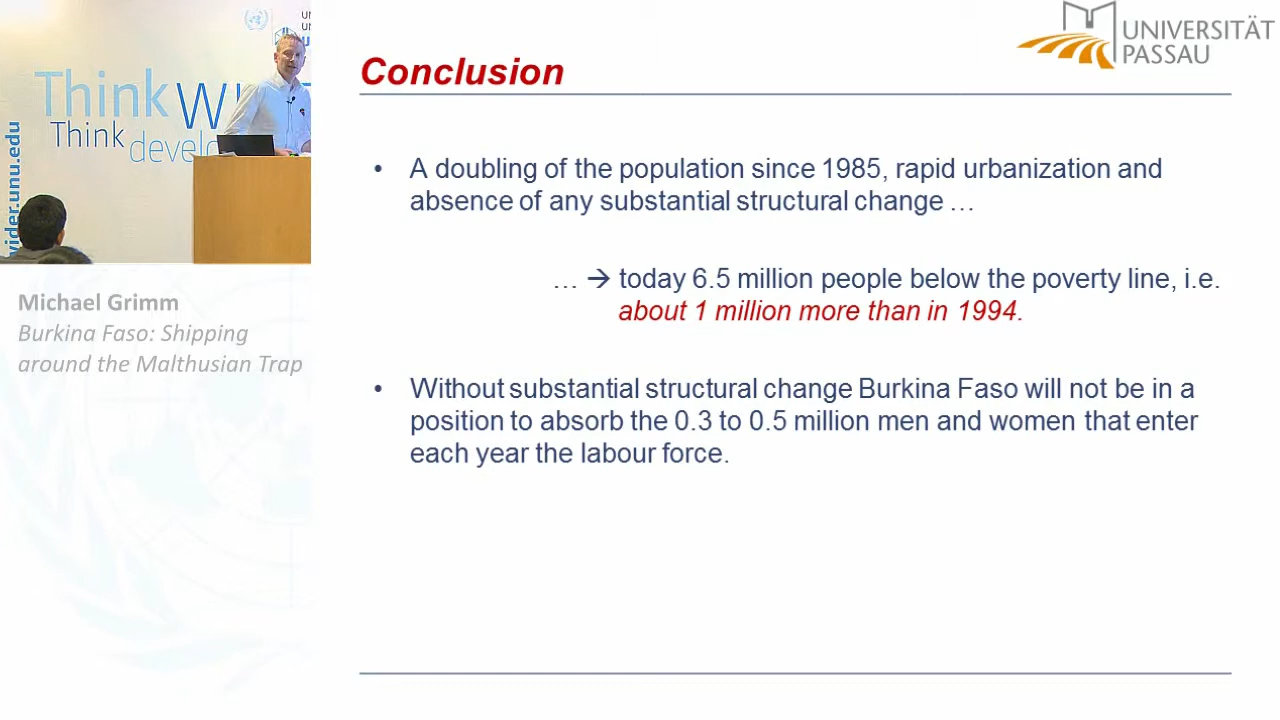 UNIVERSITÄT
PASSAU
Conclusion
Think
Think
wider.unu.edu
• A doubling of the population since 1985, rapid urbanization and
absence of any substantial structural change …
… → today 6.5 million people below the poverty line, i.e.
about 1 million more than in 1994.
• Without substantial structural change Burkina Faso will not be in a
position to absorb the 0.3 to 0.5 million men and women that enter
each year the labour force.
Michael Grimm
Burkina Faso: Shipping
around the Malthusian Trap